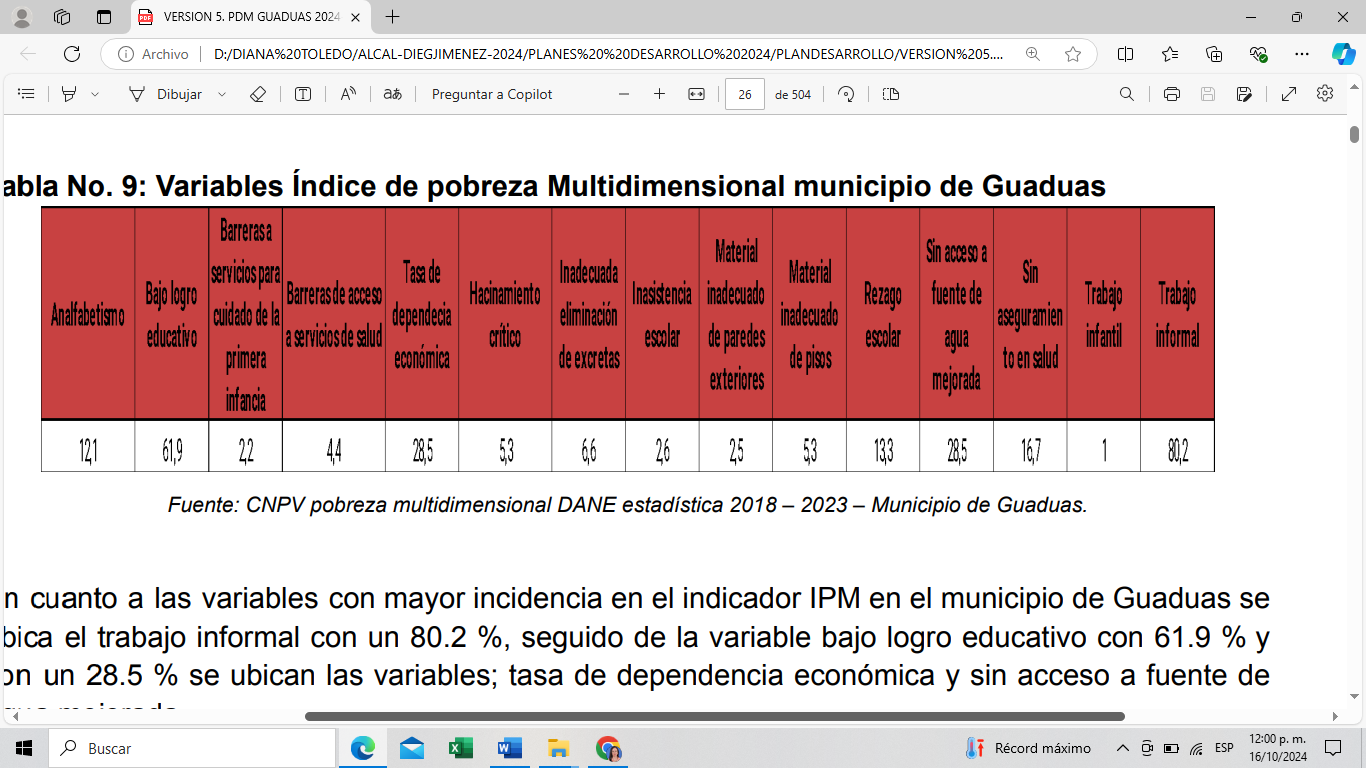 VERSION 5. PDM GUADUAS 2024
Archivo D:/DIANA%20TOLEDO/ALCAL-DIEGJIMENEZ-2024/PLANES%20%20DESARROLLO%202024/PLANDESARROLLO/VERSION%205....
Dibujar Preguntar a Copilot 26 de 504
abla No. 9: Variables Índice de pobreza Multidimensional municipio de Guaduas
Analfabetismo
Bajo logro
educativo
Barreras a
servicios para
cuidado de la
primera
infancia
Barreras de acceso
a servicios de salud
Tasa de
dependecia
económica
Hacinamiento
crítico
Inadecuada
eliminación
de excretas
Inasistencia
escolar
Material
inadecuado
de paredes
exteriores
Material
inadecuado
de pisos
Rezago
escolar
Sin acceso a
fuente de
agua
mejorada
Sin
aseguramien
to en salud
Trabajo
infantil
Trabajo
informal
12,1 61,9 2,2 4,4 28,5 5,3 6,6 2,6 2,5 5,3 13,3 28,5 16,7 1 80,2
Fuente: CNPV pobreza multidimensional DANE estadística 2018 – 2023 – Municipio de Guaduas.
n cuanto a las variables con mayor incidencia en el indicador IPM en el municipio de Guaduas se
bica el trabajo informal con un 80.2 %, seguido de la variable bajo logro educativo con 61.9 % y
on un 28.5 % se ubican las variables; tasa de dependencia económica y sin acceso a fuente de
gua mejorada
Buscar Récord máximo ESP 12:00 p. m.
16/10/2024